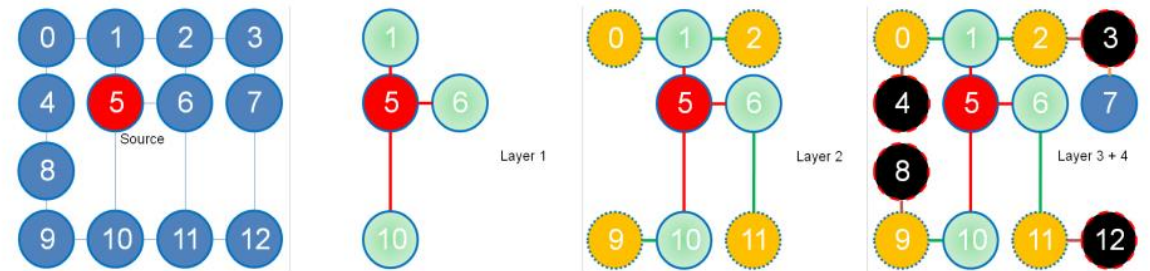 0 1 2 3
4 5 6 7
Source
8
9 10 11 12
1
5 6
Layer 1
10
0 1 2
5 6
Layer 2
9 10 11
0 1 2 3
4 5 6 7
Layer 3 + 4
8
9 10 11 12